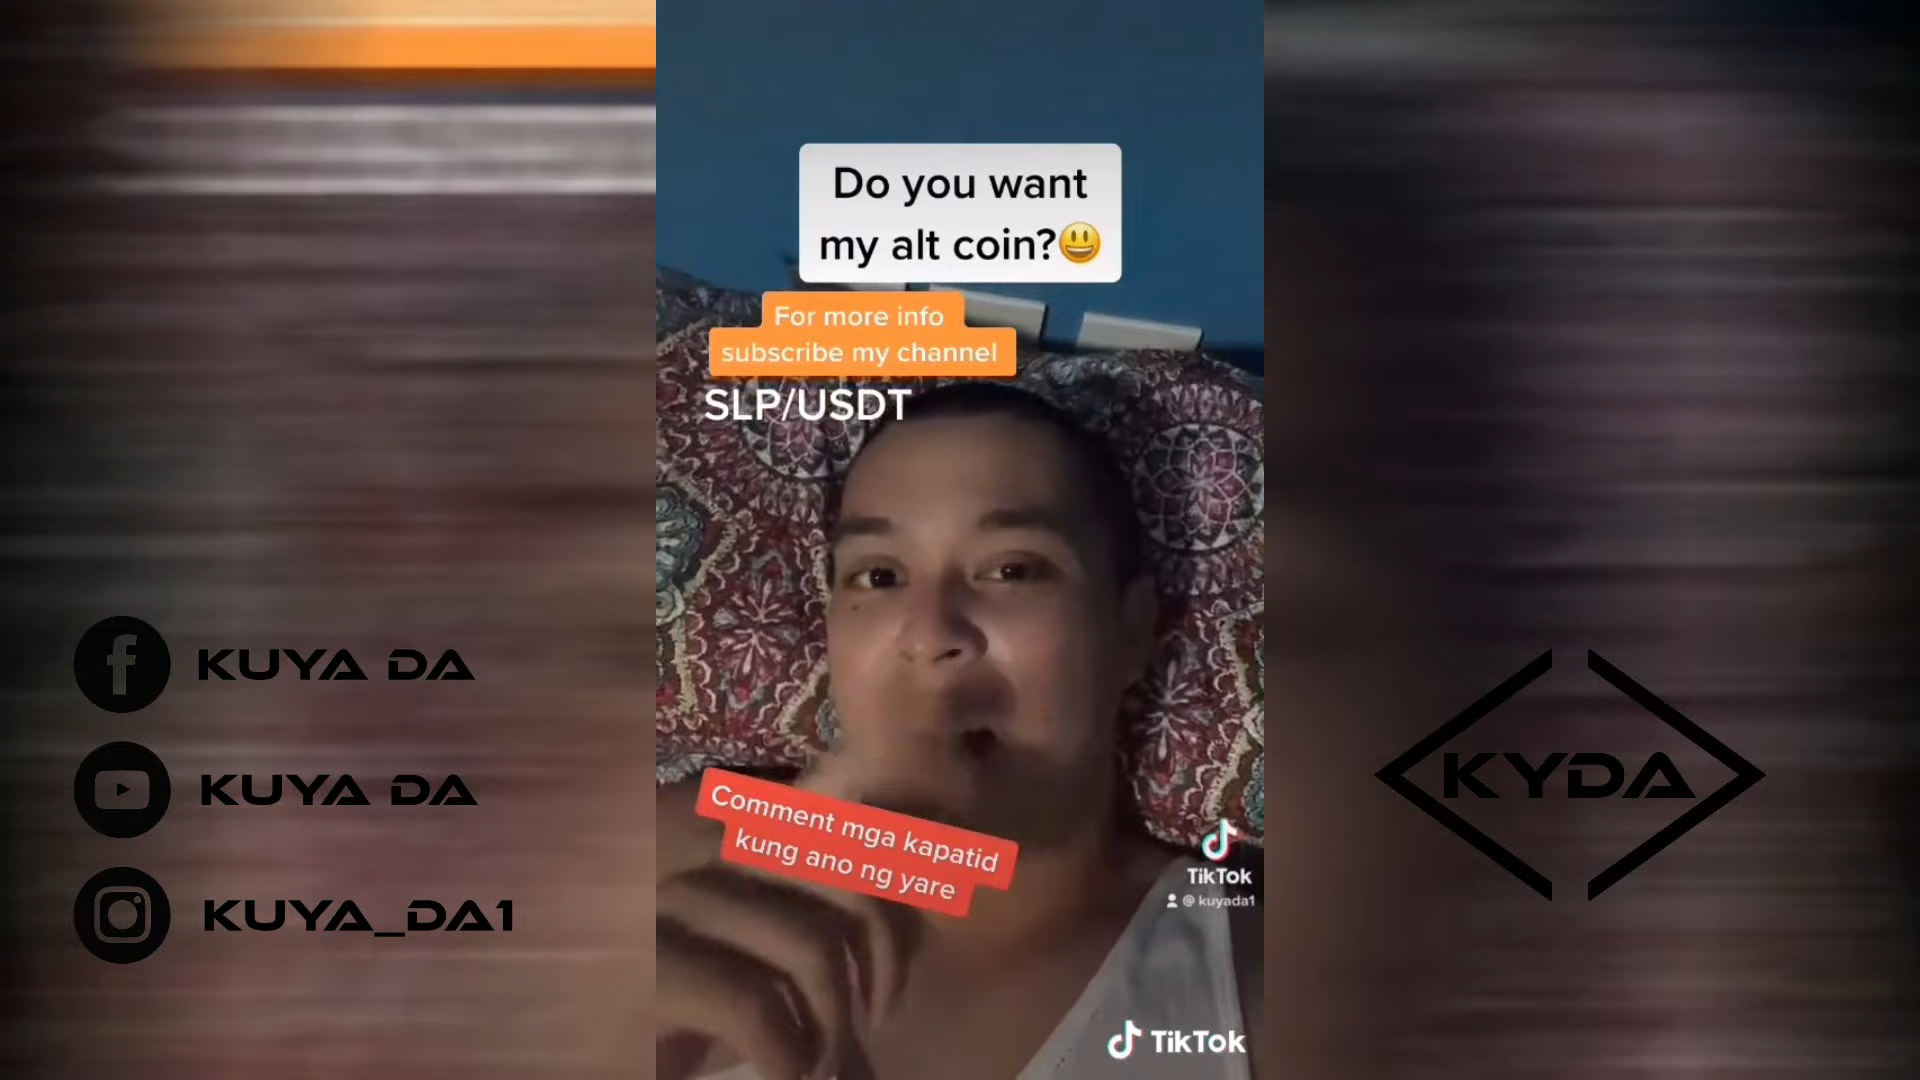 Do you want
my alt coin?😃
For more info
subscribe my channel
SLP/USDT
Comment mga kapatid
kung ano ng yare
KUYA DA
KUYA DA
KUYA_DA1
KYDA
TikTok
@ kuyada1
TikTok